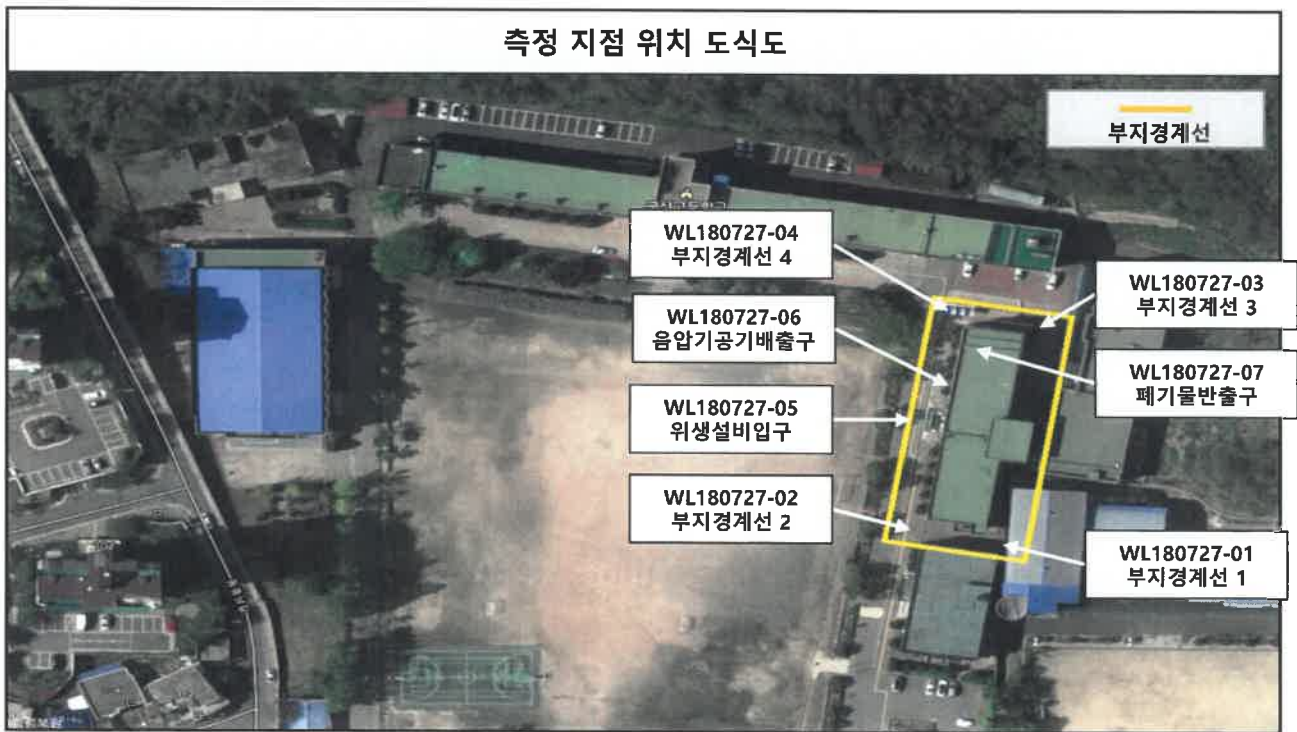 측정 지점 위치 도식도
부지경계선
WL180727-04
부지경계선 4
WL180727-03
부지경계선 3
WL180727-06
음압기공기배출구
WL180727-07
폐기물반출구
WL180727-05
위생설비입구
WL180727-02
부지경계선 2
WL180727-01
부지경계선 1